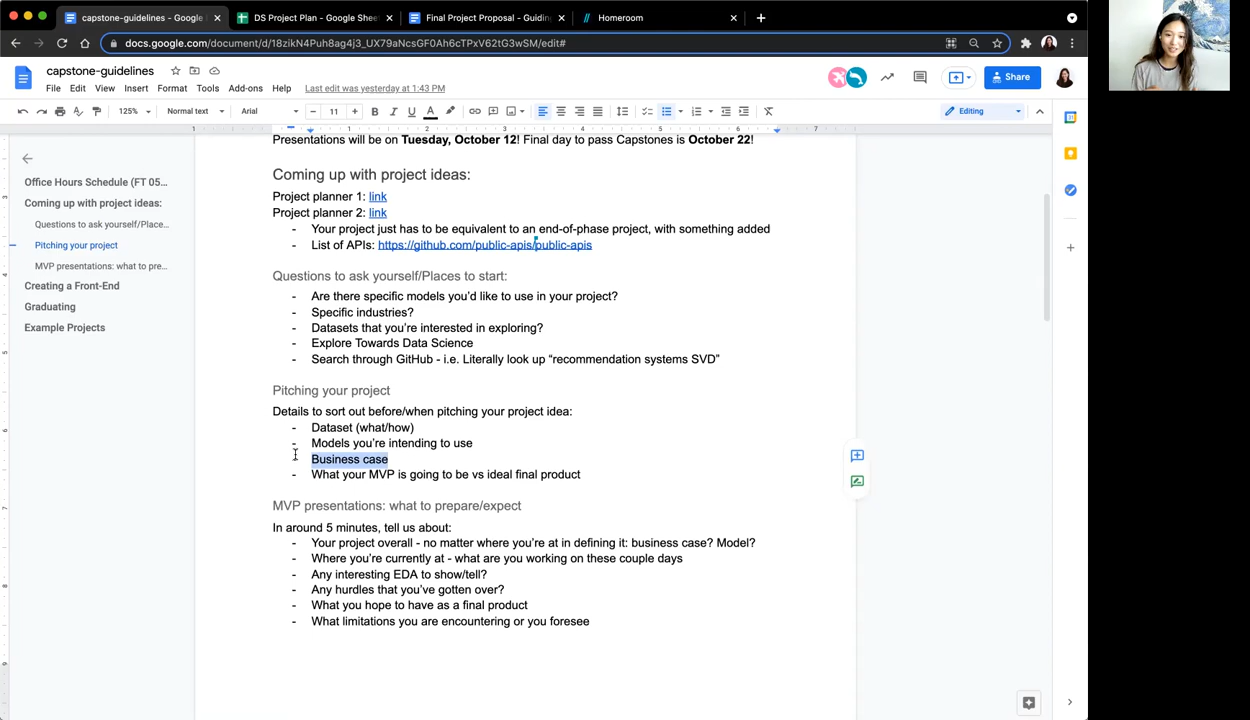 capstone-guidelines - Google
DS Project Plan - Google Shee
Final Project Proposal - Guidin
Homeroom
docs.google.com/document/d/18zikN4Puh8ag4j3_UX79aNcsGF0Ah6cTPxV62tG3wSM/edit#
capstone-guidelines
File Edit View Insert Format Tools Add-ons Help Last edit was yesterday at 1:43 PM
Share
125% Normal text Arial 11 Editing
1 1 2 3 4 5 6 7
Presentations will be on Tuesday, October 12! Final day to pass Capstones is October 22!
Office Hours Schedule (FT 05...
Coming up with project ideas:
Questions to ask yourself/Place...
Pitching your project
MVP presentations: what to pre...
Creating a Front-End
Graduating
Example Projects
Coming up with project ideas:
Project planner 1: link
Project planner 2: link
- Your project just has to be equivalent to an end-of-phase project, with something added
- List of APIs: https://github.com/public-apis/public-apis
Questions to ask yourself/Places to start:
- Are there specific models you'd like to use in your project?
- Specific industries?
- Datasets that you're interested in exploring?
- Explore Towards Data Science
- Search through GitHub - i.e. Literally look up “recommendation systems SVD”
Pitching your project
Details to sort out before/when pitching your project idea:
- Dataset (what/how)
- Models you're intending to use
Business case
- What your MVP is going to be vs ideal final product
MVP presentations: what to prepare/expect
In around 5 minutes, tell us about:
- Your project overall - no matter where you're at in defining it: business case? Model?
- Where you're currently at - what are you working on these couple days
- Any interesting EDA to show/tell?
- Any hurdles that you've gotten over?
- What you hope to have as a final product
- What limitations you are encountering or you foresee